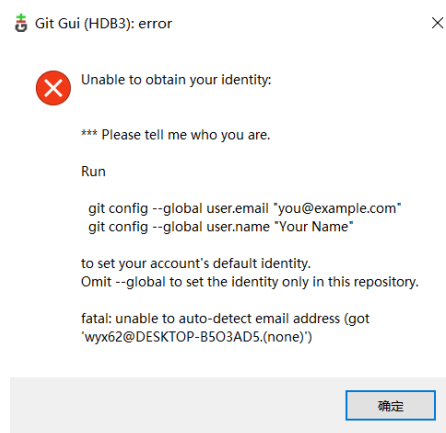 Git Gui (HDB3): error
Unable to obtain your identity:
*** Please tell me who you are.
Run
git config --global user.email "you@example.com"
git config --global user.name "Your Name"
to set your account's default identity.
Omit --global to set the identity only in this repository.
fatal: unable to auto-detect email address (got
'wyx62@DESKTOP-B5O3AD5.(none)')
确定